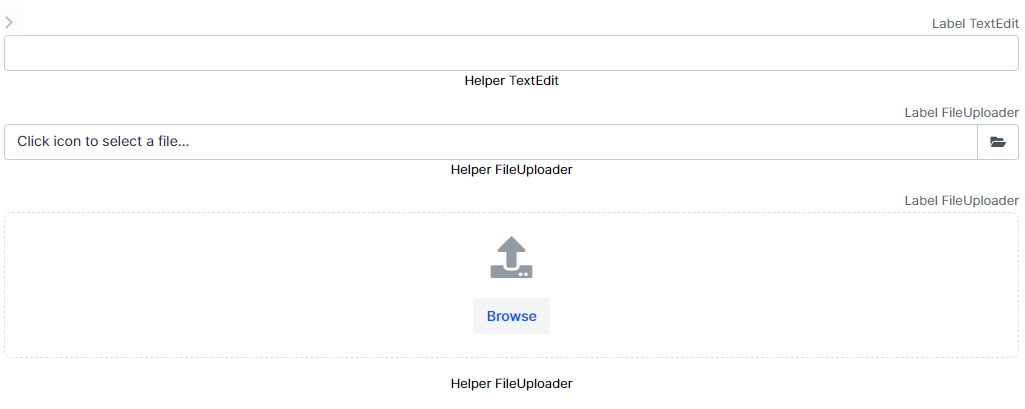 Label TextEdit
Helper TextEdit
Label FileUploader
Click icon to select a file...
Helper FileUploader
Label FileUploader
Browse
Helper FileUploader